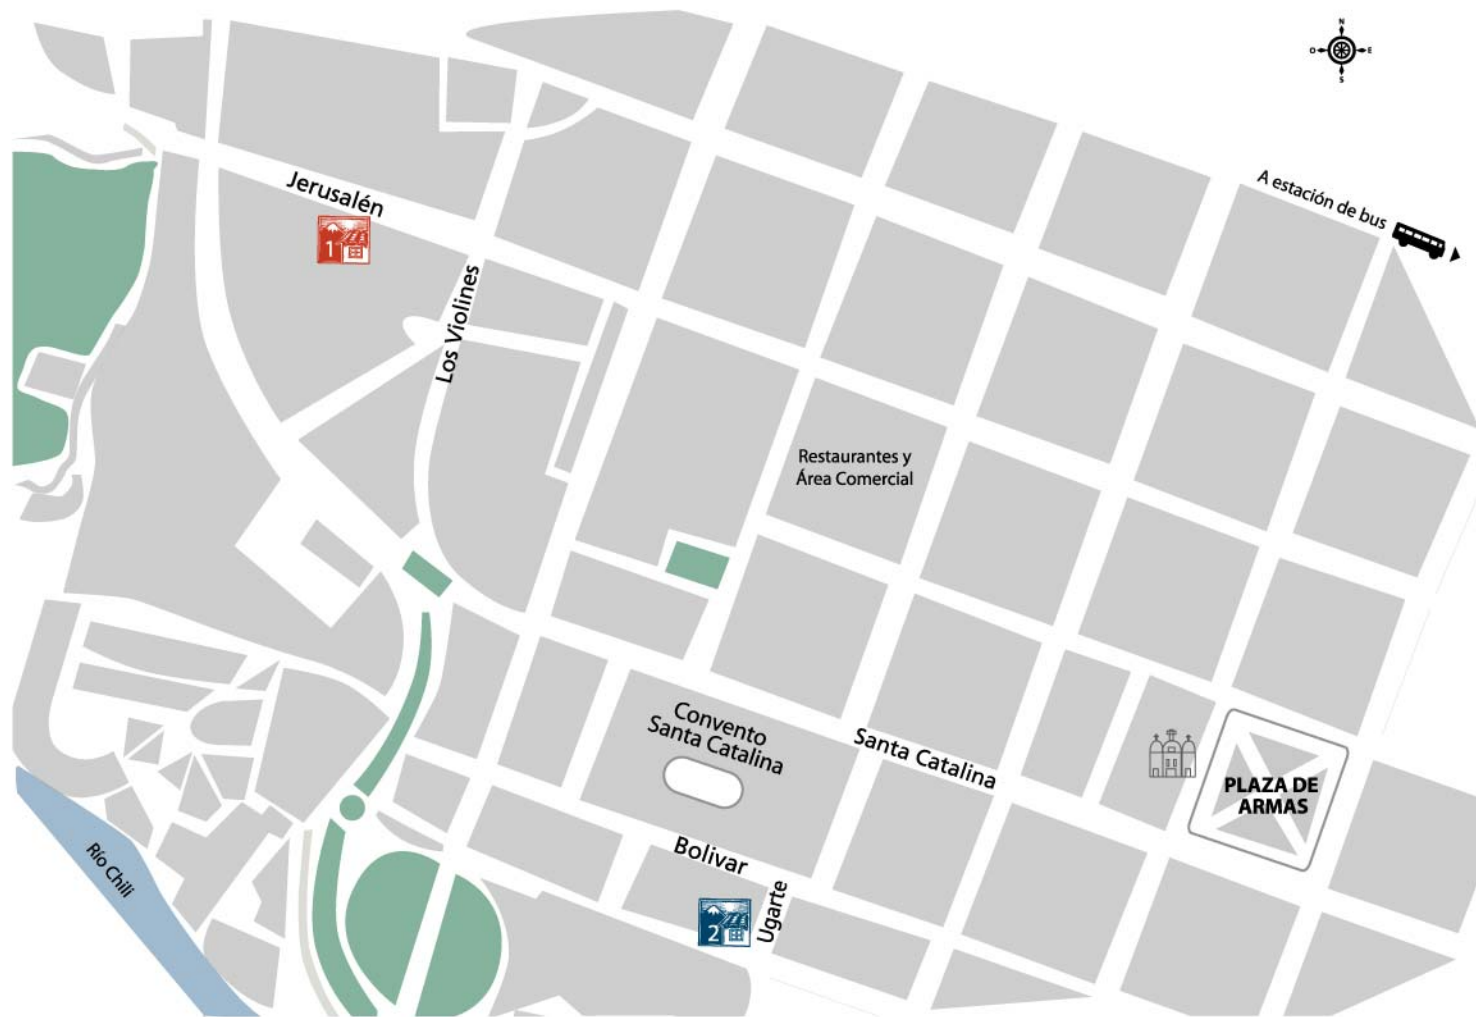 N
O
E
S
A estación de bus
Jerusalén
1
Los Violines
Restaurantes y
Área Comercial
Convento
Santa Catalina
Santa Catalina
PLAZA DE
ARMAS
Bolivar
Río Chili
Ugarte
2